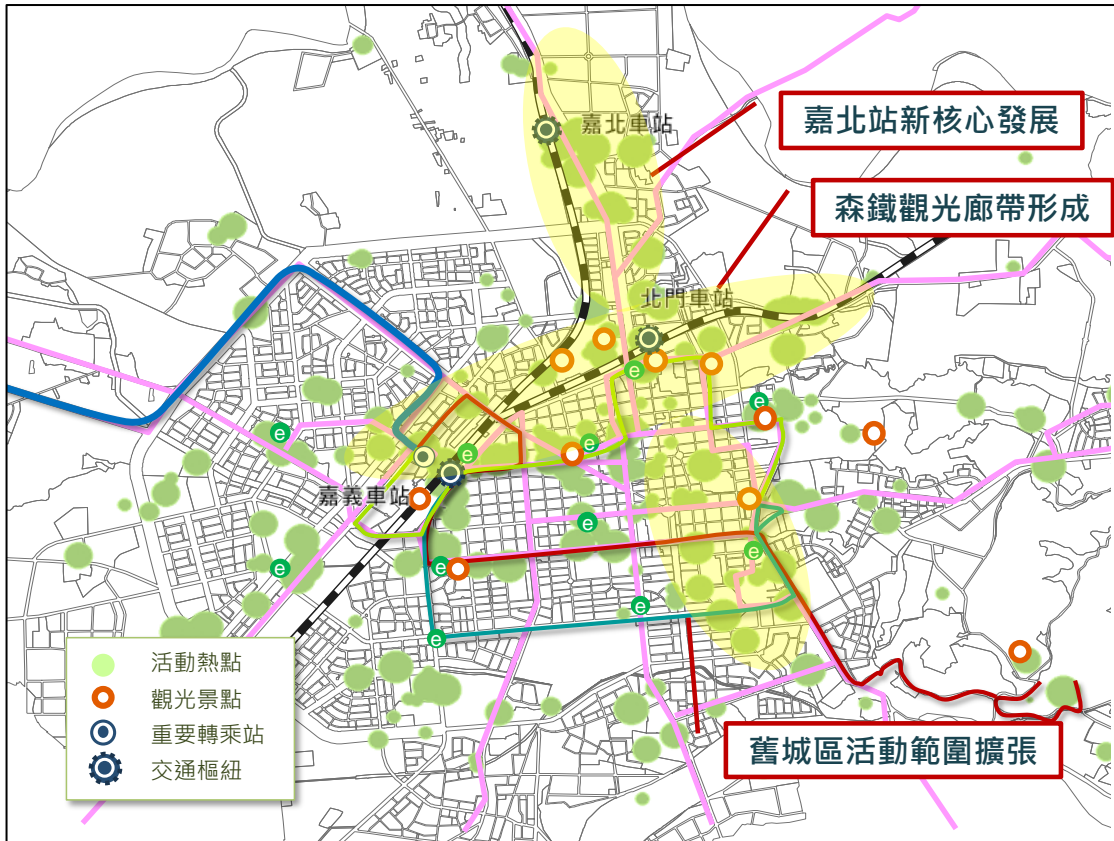 嘉北車站
嘉北站新核心發展
森鐵觀光廊帶形成
北門車站
e
e
e
e
e
嘉義車站
e
e
e
e
e
e
活動熱點
觀光景點
重要轉乘站
交通樞紐
舊城區活動範圍擴張